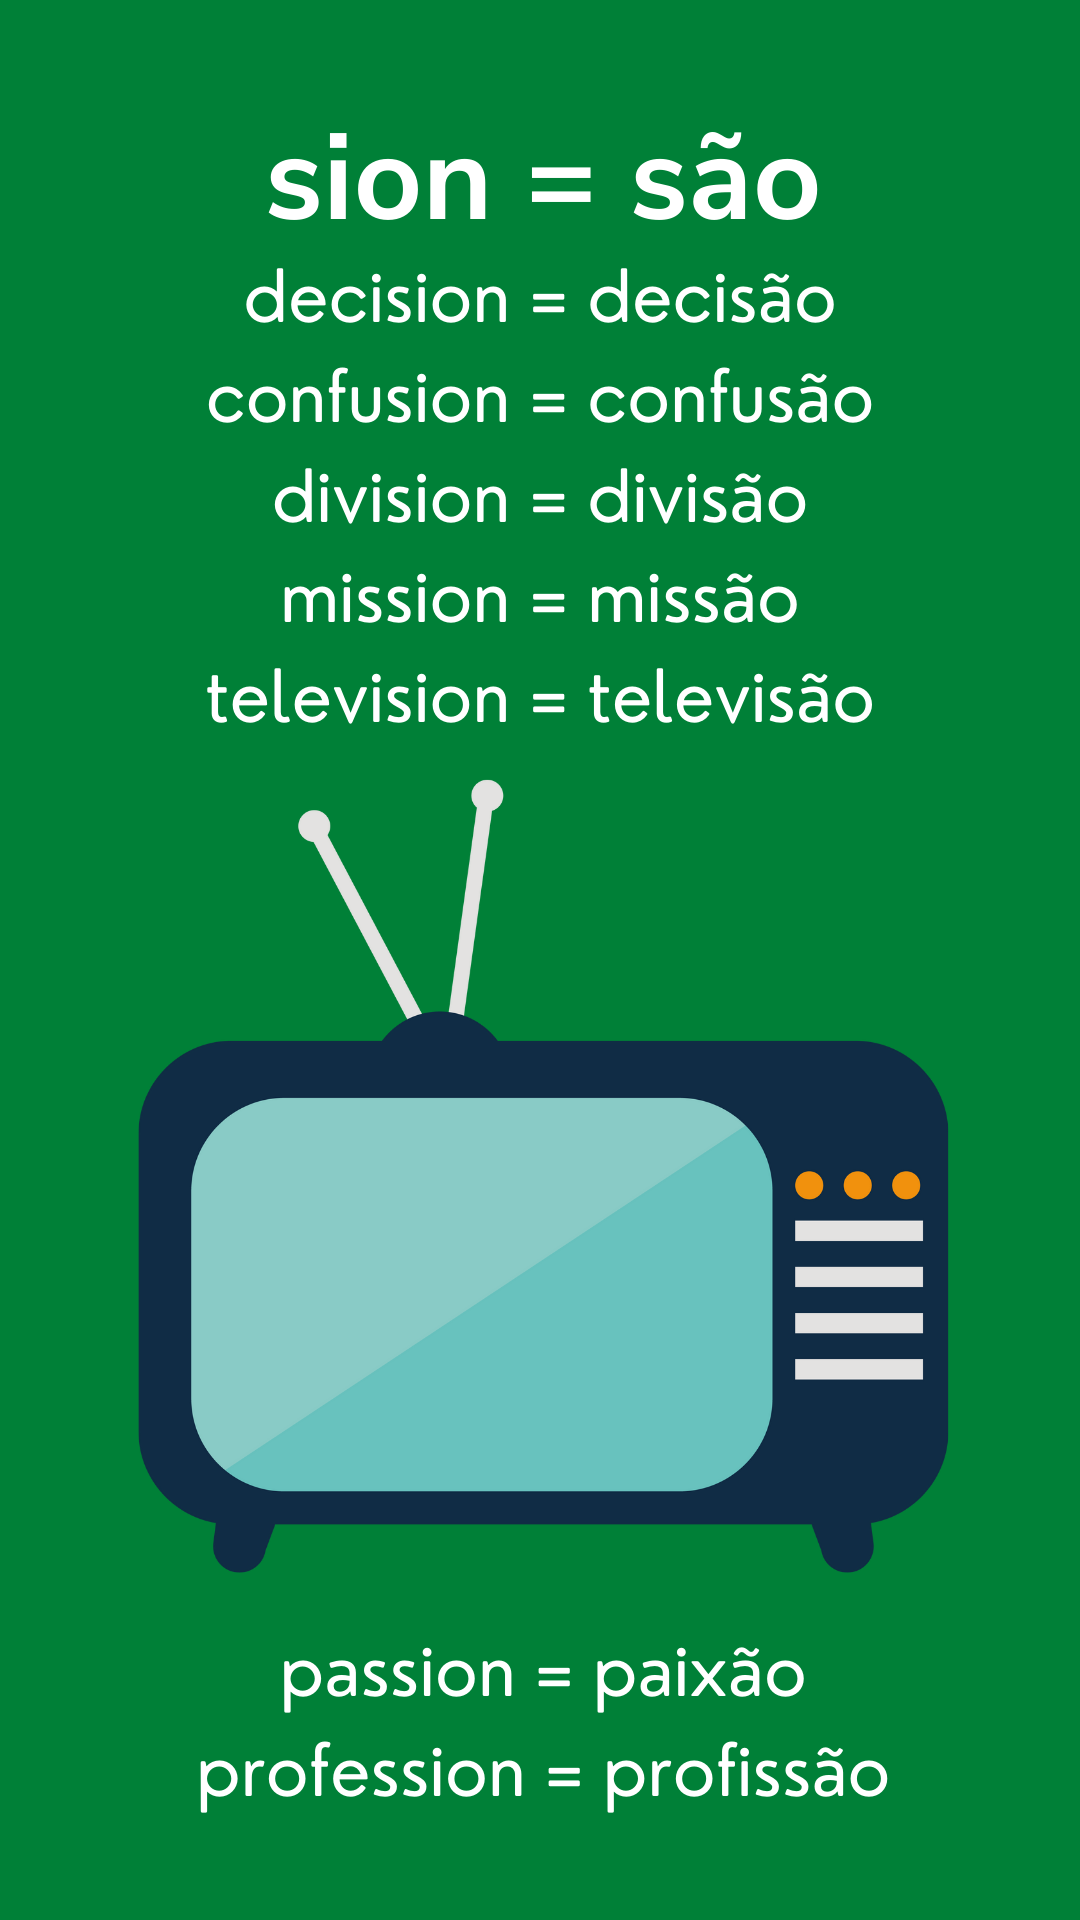 sion = são
decision = decisão
confusion = confusão
division = divisão
mission = missão
television = televisão
passion = paixão
profession = profissão